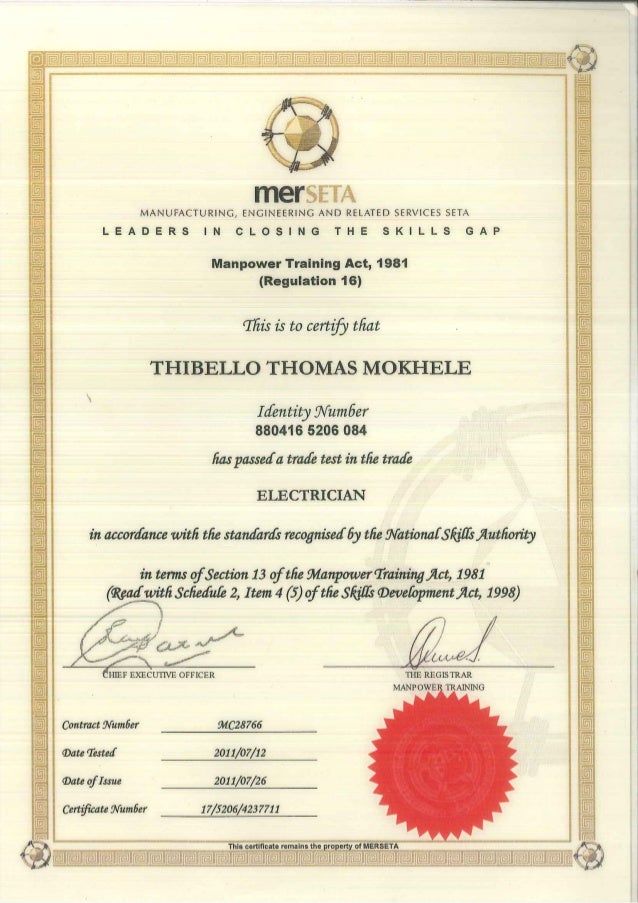 merSETA
MANUFACTURING, ENGINEERING AND RELATED SERVICES SETA
LEADERS IN CLOSING THE SKILLS GAP
Manpower Training Act, 1981
(Regulation 16)
This is to certify that
THIBELLO THOMAS MOKHELE
Identity Number
880416 5206 084
has passed a trade test in the trade
ELECTRICIAN
in accordance with the standards recognised by the National Skills Authority
in terms of Section 13 of the Manpower Training Act, 1981
(Read with Schedule 2, Item 4 (5) of the Skills Development Act, 1998)
CHIEF EXECUTIVE OFFICER
THE REGISTRAR
MANPOWER TRAINING
Contract Number MC28766
Date Tested 2011/07/12
Date of Issue 2011/07/26
Certificate Number 17/5206/4237711
This certificate remains the property of MERSETA